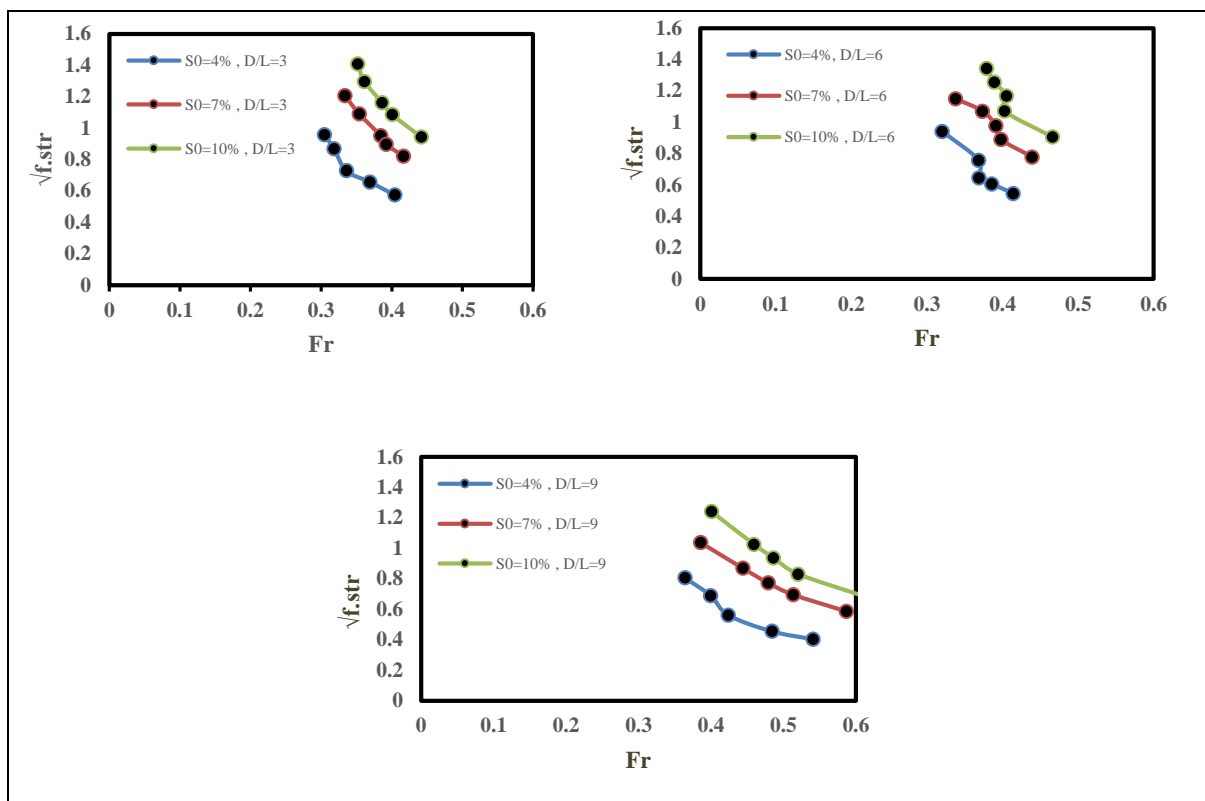 √f.str
1.6
1.4
1.2
1
0.8
0.6
0.4
0.2
0
S0=4% , D/L=3
S0=7% , D/L=3
S0=10% , D/L=3
0 0.1 0.2 0.3 0.4 0.5 0.6
Fr
√f.str
1.6
1.4
1.2
1
0.8
0.6
0.4
0.2
0
S0=4%, D/L=6
S0=7% , D/L=6
S0=10% , D/L=6
0 0.1 0.2 0.3 0.4 0.5 0.6
Fr
√f.str
1.6
1.4
1.2
1
0.8
0.6
0.4
0.2
0
S0=4% , D/L=9
S0=7% , D/L=9
S0=10% , D/L=9
0 0.1 0.2 0.3 0.4 0.5 0.6
Fr